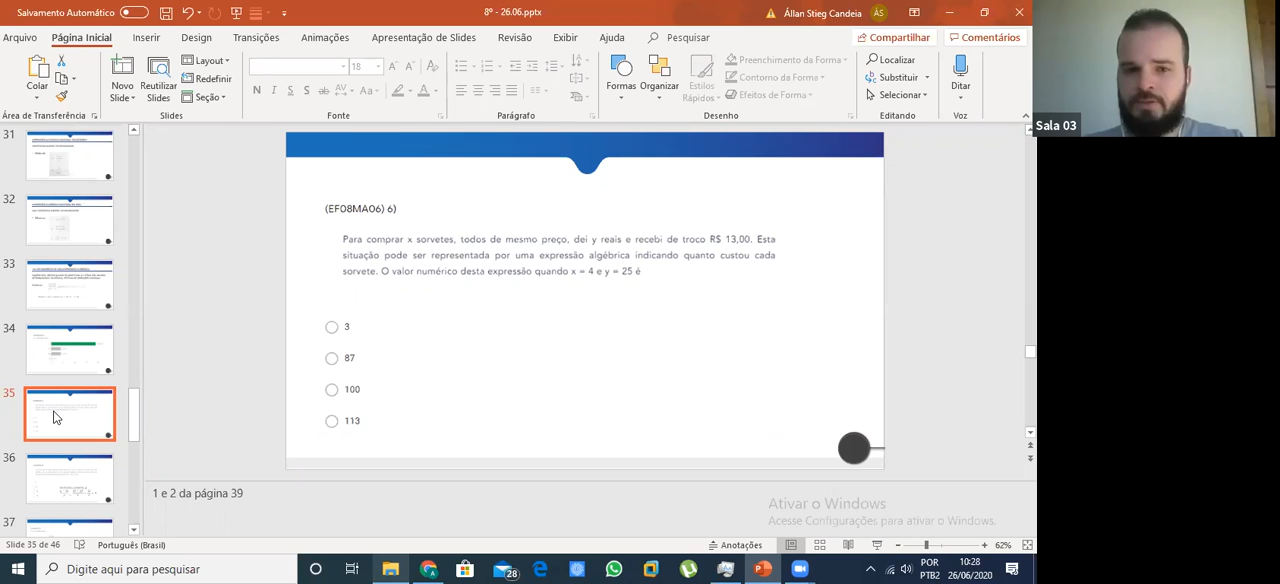 Salvamento Automático
8º - 26.06.pptx
Állan Stieg Candeia
ÁS
Arquivo
Página Inicial
Inserir
Design
Transições
Animações
Apresentação de Slides
Revisão
Exibir
Ajuda
Pesquisar
Compartilhar
Comentários
Colar
Área de Transferência
Novo
Slide
Reutilizar
Slides
Layout
Redefinir
Seção
Slides
18
N I S S ab AV Aa A
Fonte
Parágrafo
Formas
Organizar
Estilos
Rápidos
Preenchimento da Forma
Contorno da Forma
Efeitos de Forma
Desenho
Localizar
Substituir
Selecionar
Editando
Ditar
Voz
Sala 03
31
32
33
34
35
36
37
(EF08MA06) 6)
Para comprar x sorvetes, todos de mesmo preço, dei y reais e recebi de troco R$ 13,00. Esta
situação pode ser representada por uma expressão algébrica indicando quanto custou cada
sorvete. O valor numérico desta expressão quando x = 4 e y = 25 é
3
87
100
113
1 e 2 da página 39
Ativar o Windows
Acesse Configurações para ativar o Windows.
Slide 35 de 46
Português (Brasil)
Anotações
62%
Digite aqui para pesquisar
28
POR
PTB2
10:28
26/06/2020